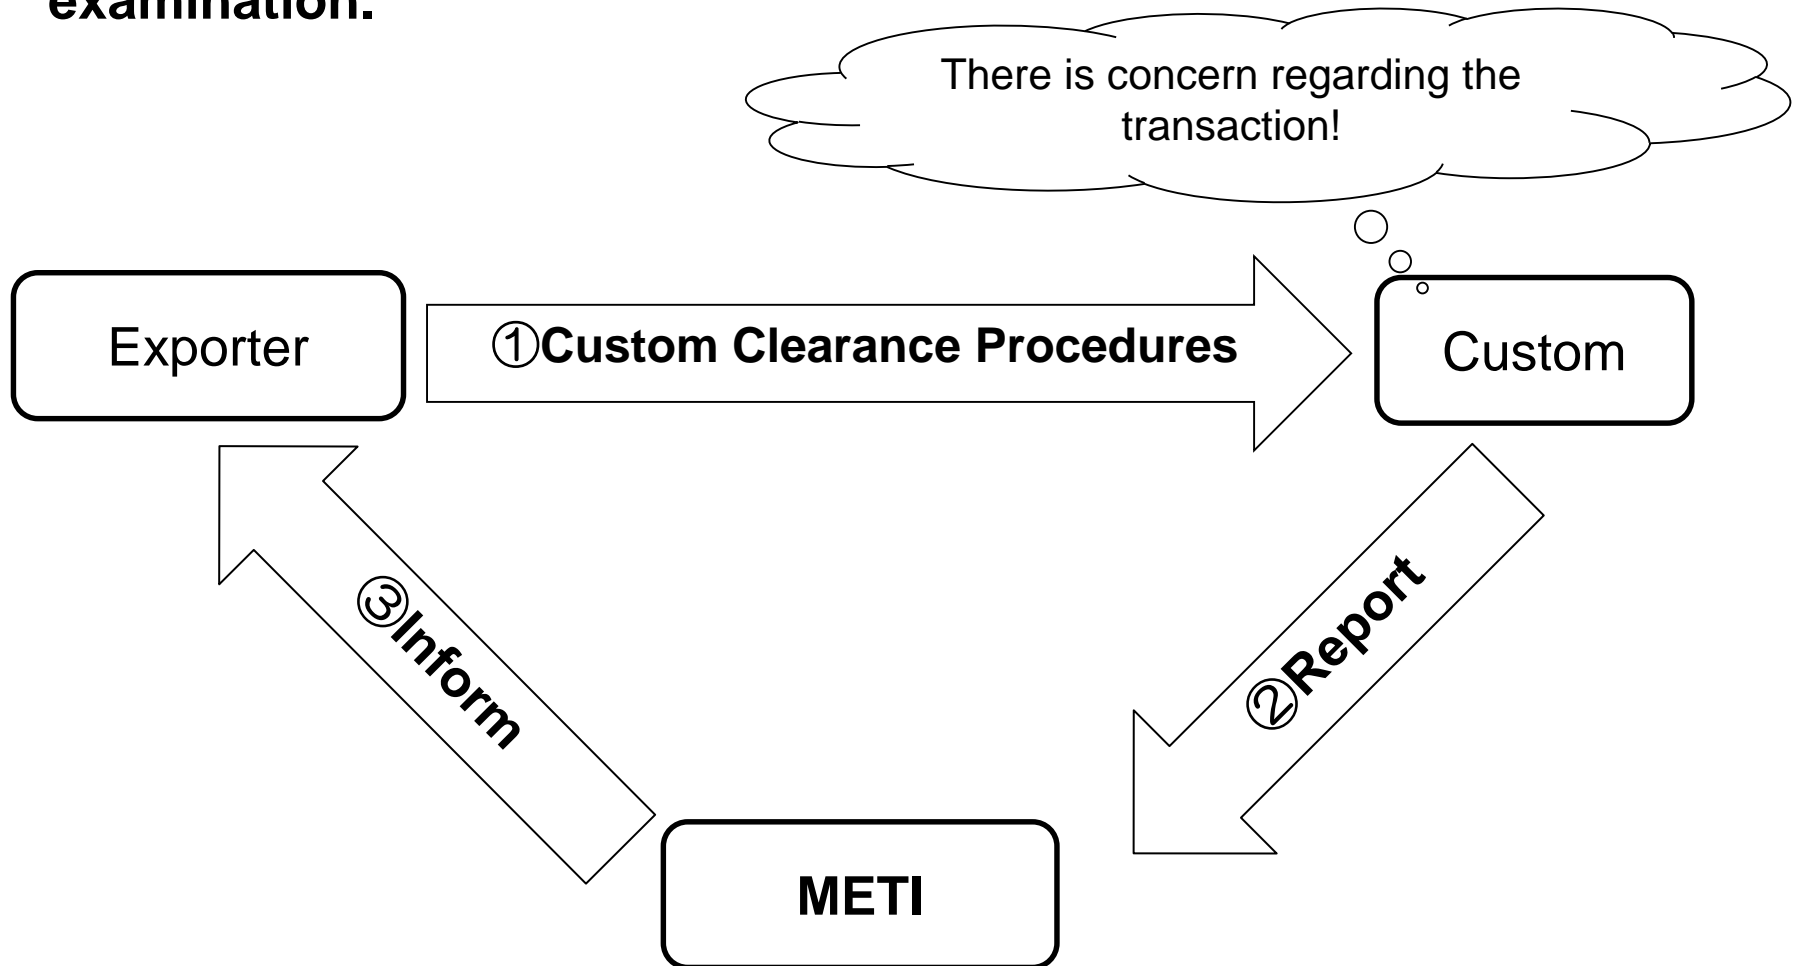 examination.
There is concern regarding the
transaction!
Exporter
①Custom Clearance Procedures
Custom
③Inform
②Report
METI